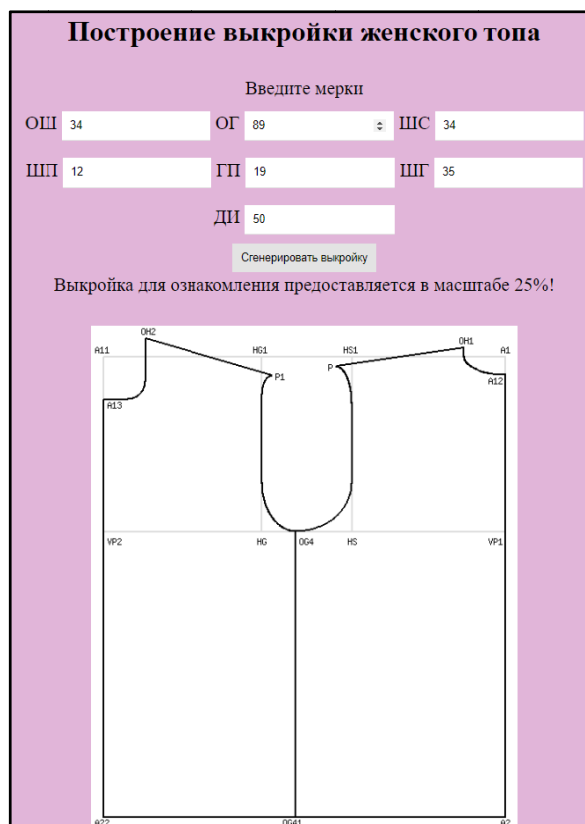 Построение выкройки женского топа
Введите мерки
ОШ 34 ОГ 89 ШС 34
ШП 12 ГП 19 ШГ 35
ДИ 50
Сгенерировать выкройку
Выкройка для ознакомления предоставляется в масштабе 25%!
OH2
A11 HG1 HS1 OH1 A1
P1 P A12
A13
VP2 HG OG4 HS VP1
A22 OG41 A2